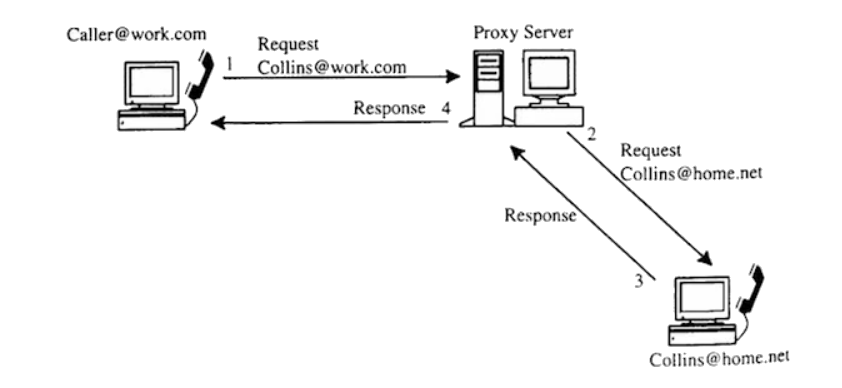 Caller@work.com
Proxy Server
1
Request
Collins@work.com
Response 4
2
Request
Collins@home.net
Response
3
Collins@home.net